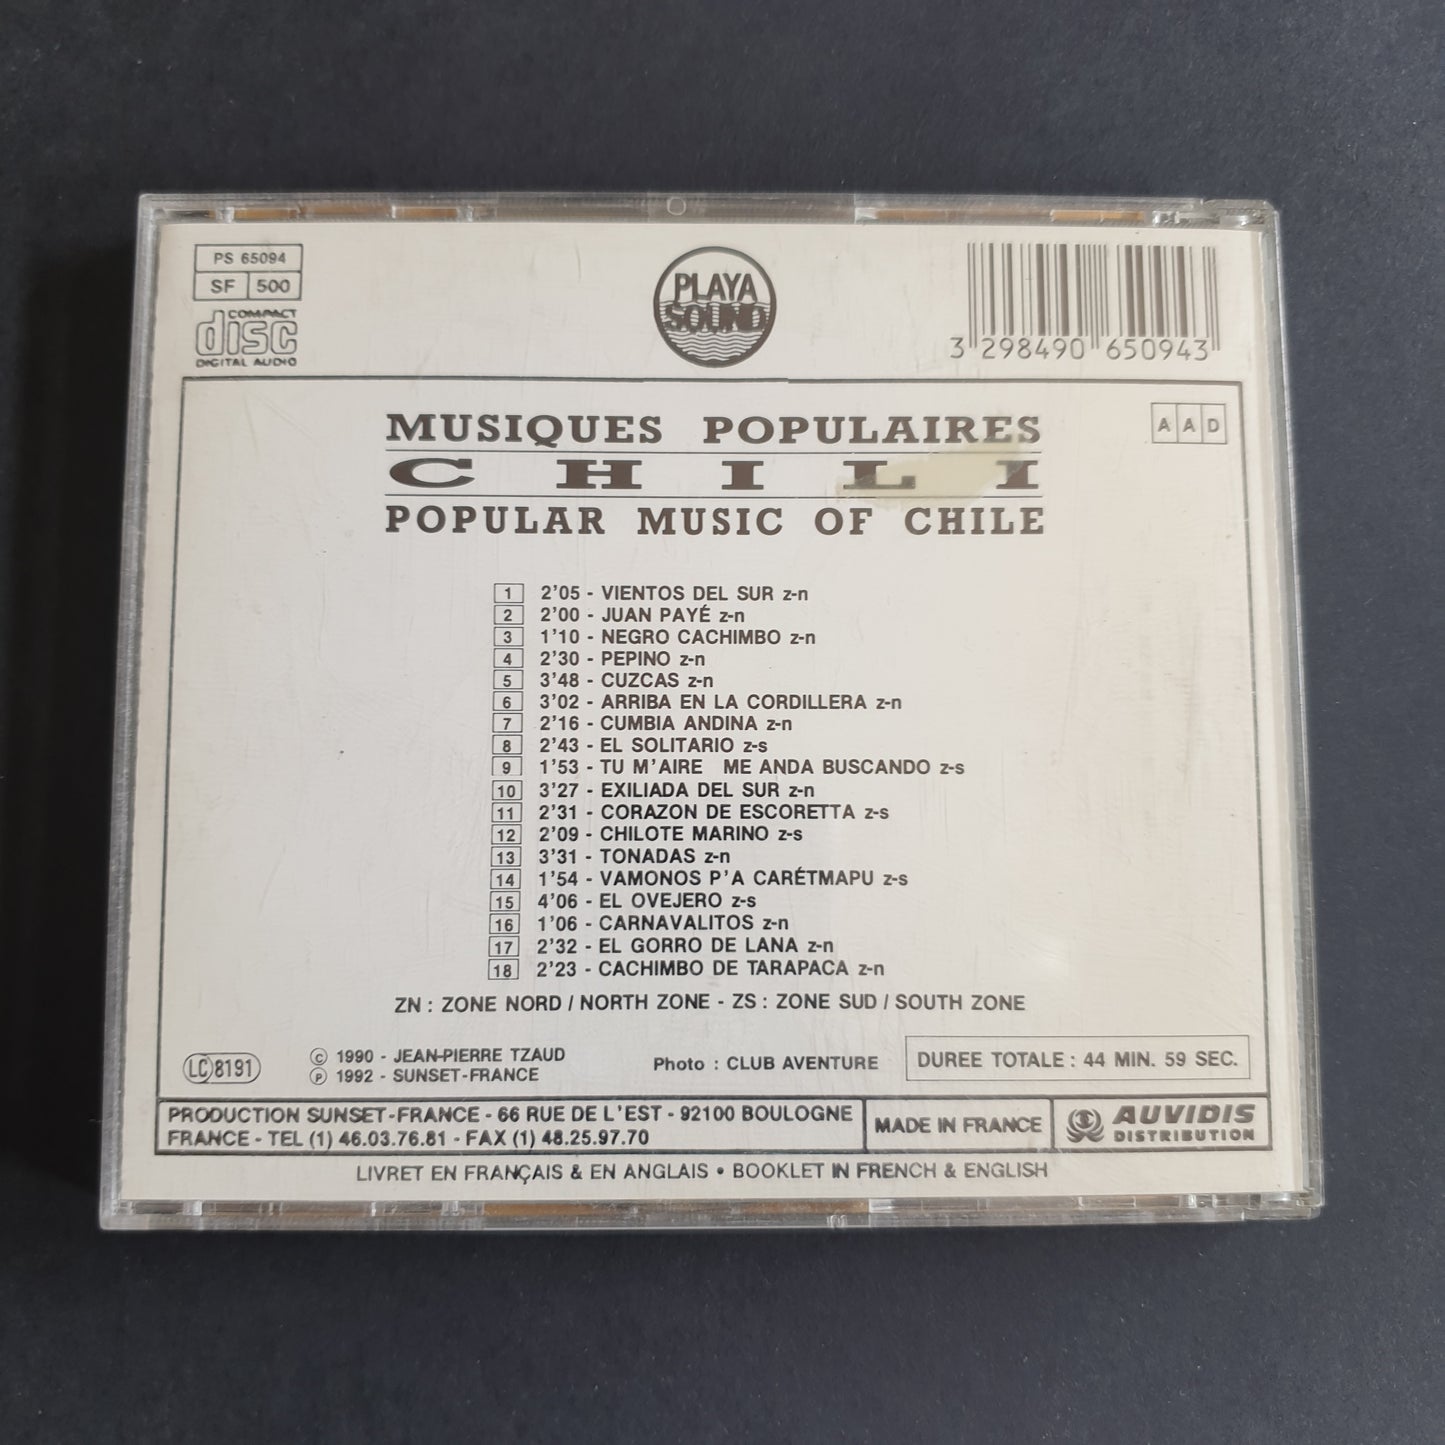 PS 65094
SF 500
COMPACT
disc
DIGITAL AUDIO
PLAYA
SOUND
3 298490 650943
MUSIQUES POPULAIRES
A A D
CHILI
POPULAR MUSIC OF CHILE
1 2'05 - VIENTOS DEL SUR z-n
2 2'00 - JUAN PAYÉ z-n
3 1'10 - NEGRO CACHIMBO z-n
4 2'30 - PEPINO z-n
5 3'48 - CUZCAS z-n
6 3'02 - ARRIBA EN LA CORDILLERA z-n
7 2'16 - CUMBIA ANDINA z-n
8 2'43 - EL SOLITARIO z-s
9 1'53 - TU M'AIRE ME ANDA BUSCANDO z-s
10 3'27 - EXILIADA DEL SUR z-n
11 2'31 - CORAZON DE ESCORETTA z-s
12 2'09 - CHILOTE MARINO z-s
13 3'31 - TONADAS z-n
14 1'54 - VAMONOS P'A CARÉTMAPU z-s
15 4'06 - EL OVEJERO z-s
16 1'06 - CARNAVALITOS z-n
17 2'32 - EL GORRO DE LANA z-n
18 2'23 - CACHIMBO DE TARAPACA z-n
ZN : ZONE NORD / NORTH ZONE - ZS : ZONE SUD / SOUTH ZONE
LC 8191
© 1990 - JEAN-PIERRE TZAUD
℗ 1992 - SUNSET-FRANCE
Photo : CLUB AVENTURE
DUREE TOTALE : 44 MIN. 59 SEC.
PRODUCTION SUNSET-FRANCE - 66 RUE DE L'EST - 92100 BOULOGNE
FRANCE - TEL (1) 46.03.76.81 - FAX (1) 48.25.97.70
MADE IN FRANCE
AUVIDIS
DISTRIBUTION
LIVRET EN FRANÇAIS & EN ANGLAIS • BOOKLET IN FRENCH & ENGLISH